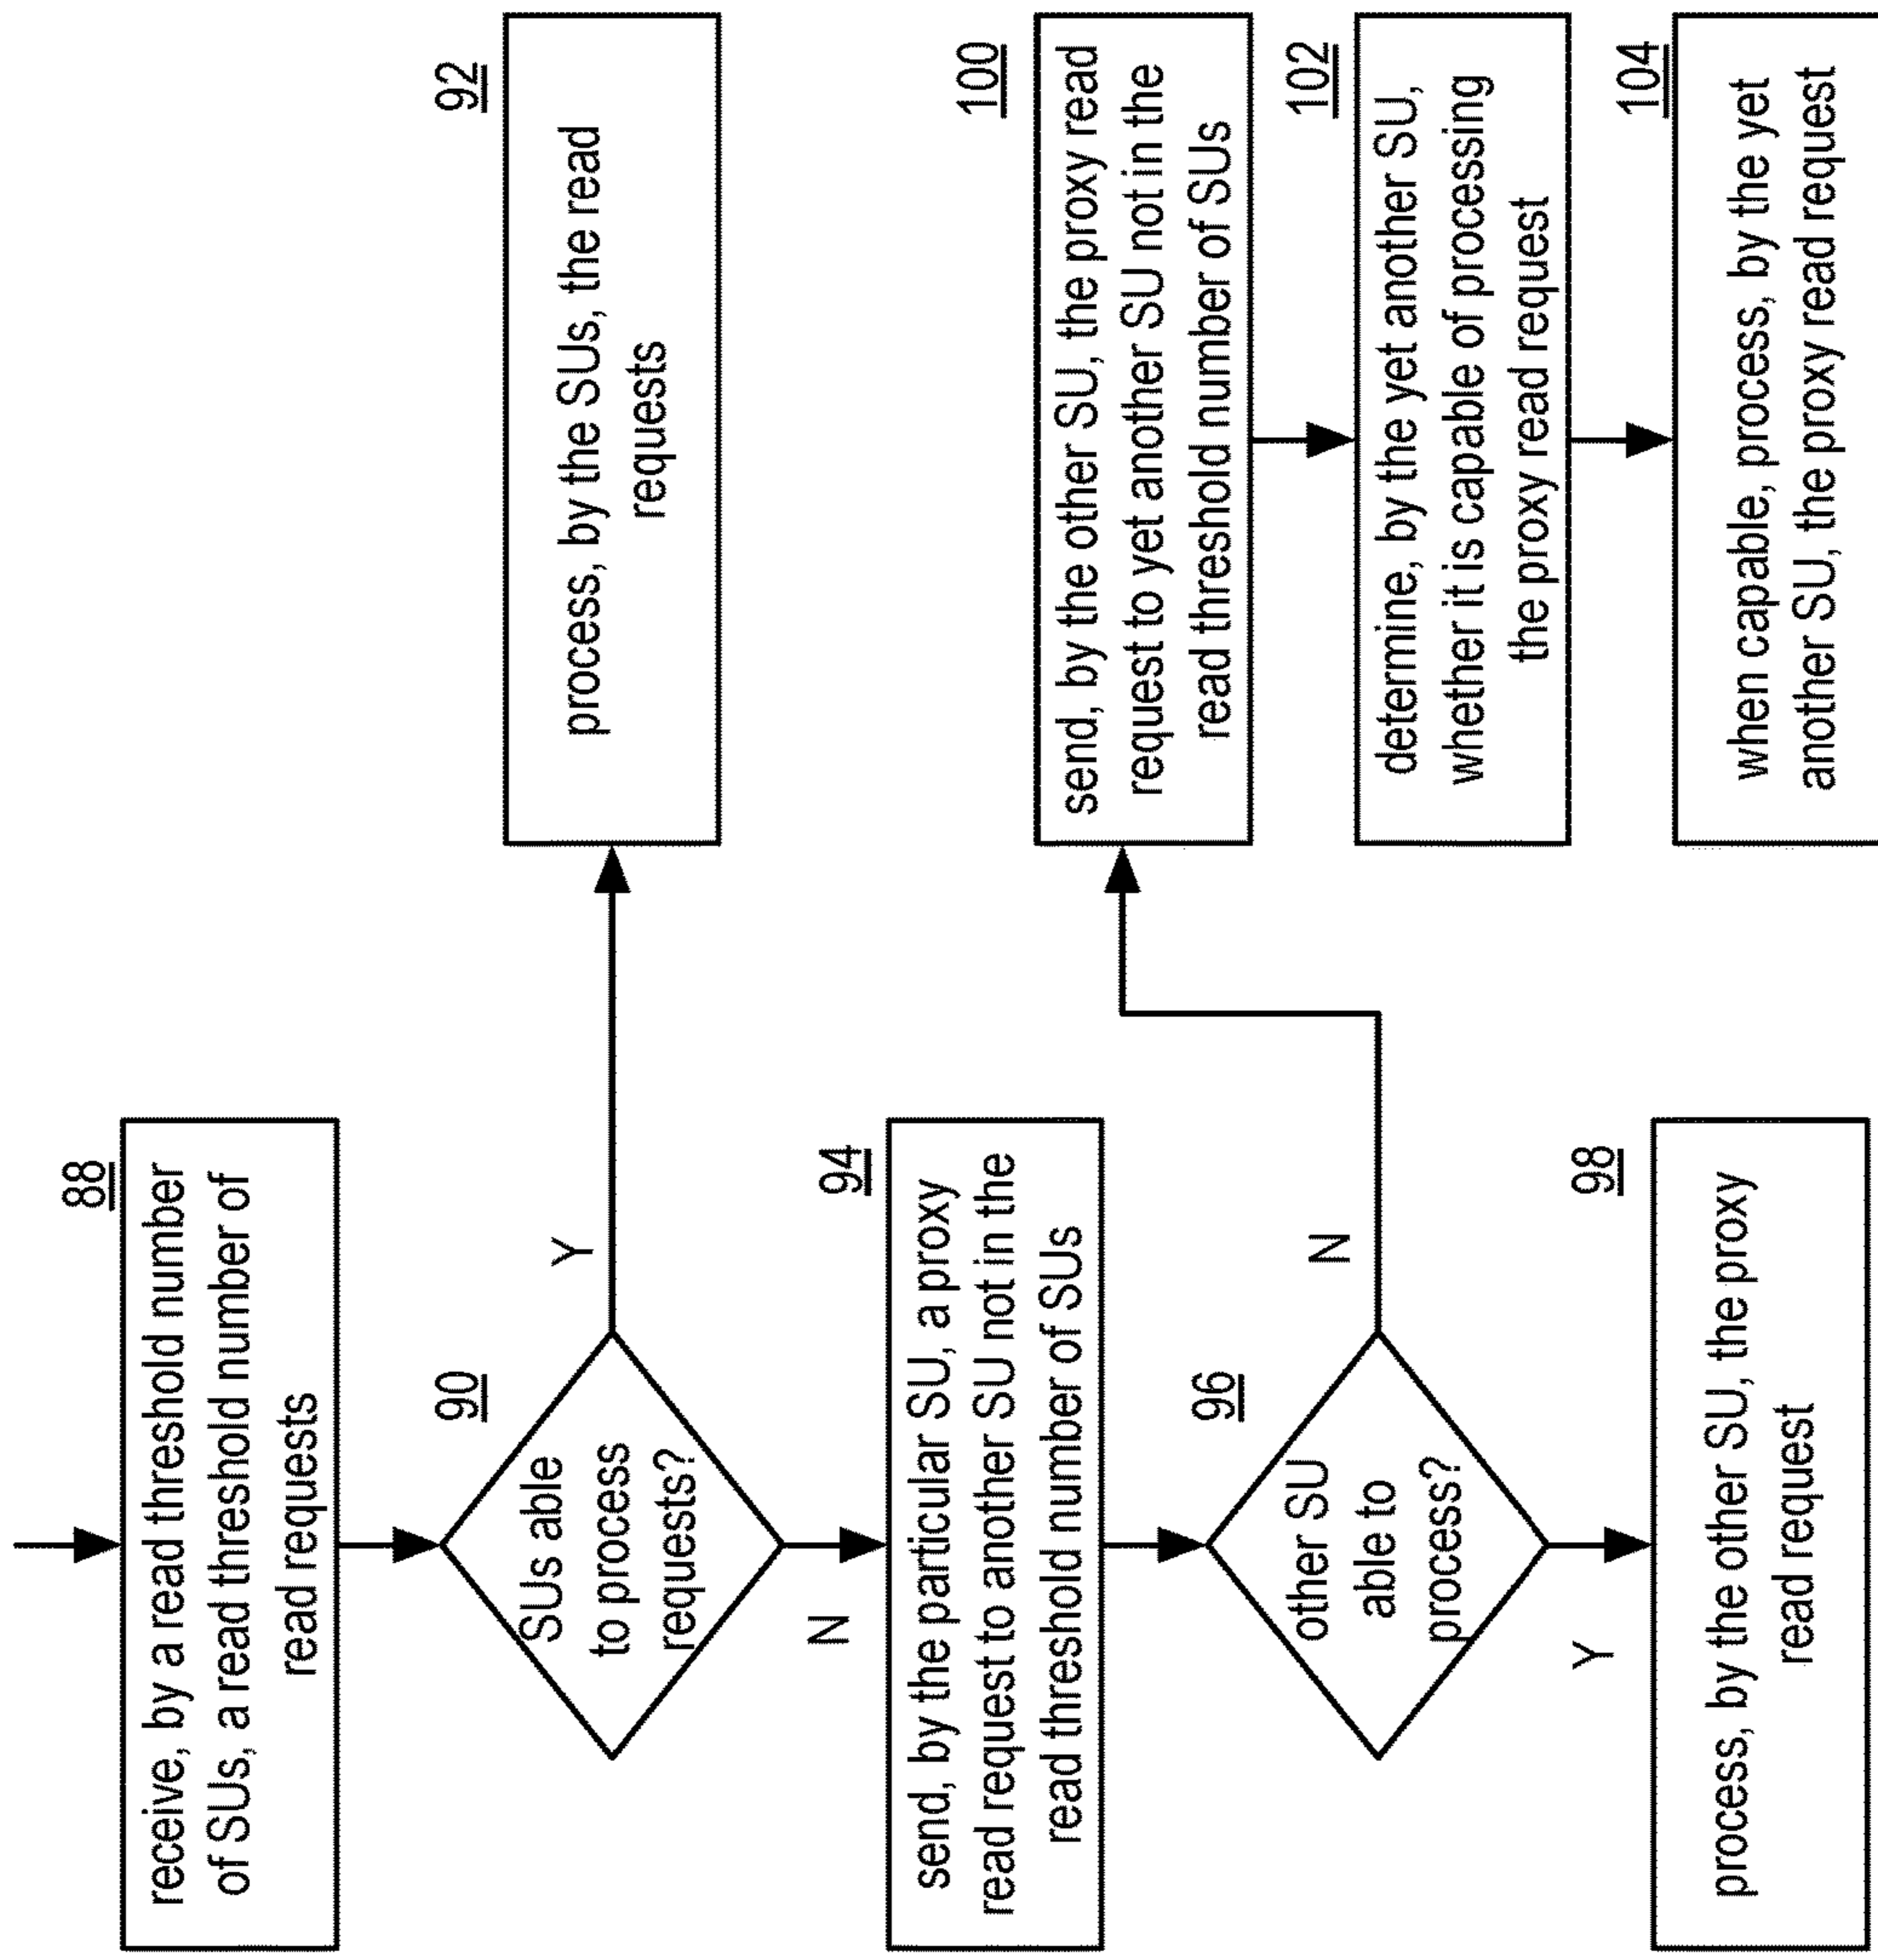 88
receive, by a read threshold number
of SUs, a read threshold number of
read requests
90
SUs able
to process
requests?
Y
N
92
process, by the SUs, the read
requests
94
send, by the particular SU, a proxy
read request to another SU not in the
read threshold number of SUs
96
other SU
able to
process?
N
Y
98
process, by the other SU, the proxy
read request
100
send, by the other SU, the proxy read
request to yet another SU not in the
read threshold number of SUs
102
determine, by the yet another SU,
whether it is capable of processing
the proxy read request
104
when capable, process, by the yet
another SU, the proxy read request